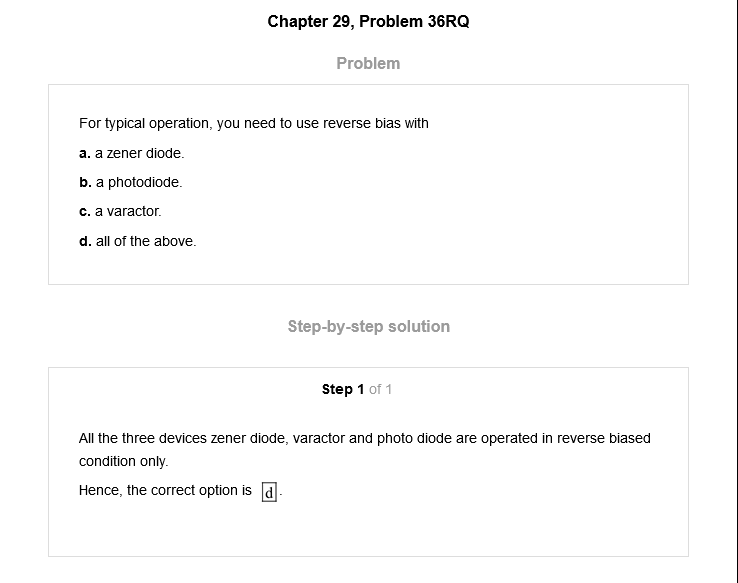 Chapter 29, Problem 36RQ
Problem
For typical operation, you need to use reverse bias with
a. a zener diode.
b. a photodiode.
c. a varactor.
d. all of the above.
Step-by-step solution
Step 1 of 1
All the three devices zener diode, varactor and photo diode are operated in reverse biased
condition only.
Hence, the correct option is d.